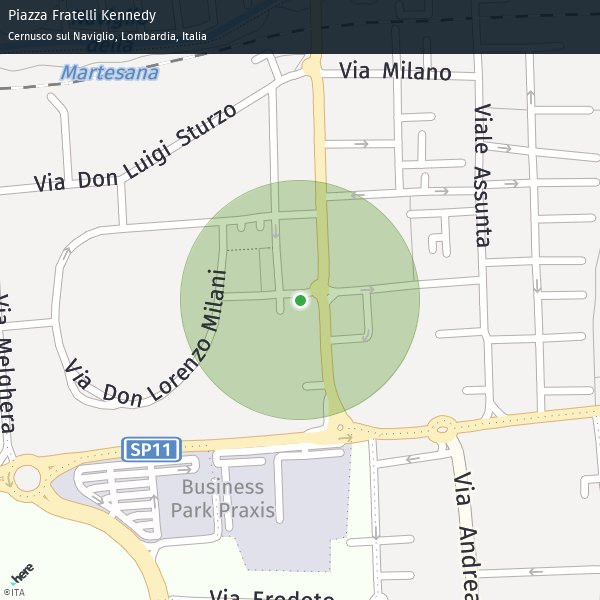 Piazza Fratelli Kennedy
Cernusco sul Naviglio, Lombardia, Italia
della
Martesana
Via Milano
Via Don Luigi Sturzo
Viale Assunta
Via Don Lorenzo Milani
Via Melghera
SP11
Business
Park Praxis
Via Andrea
Via Erodoto
here
©ITA